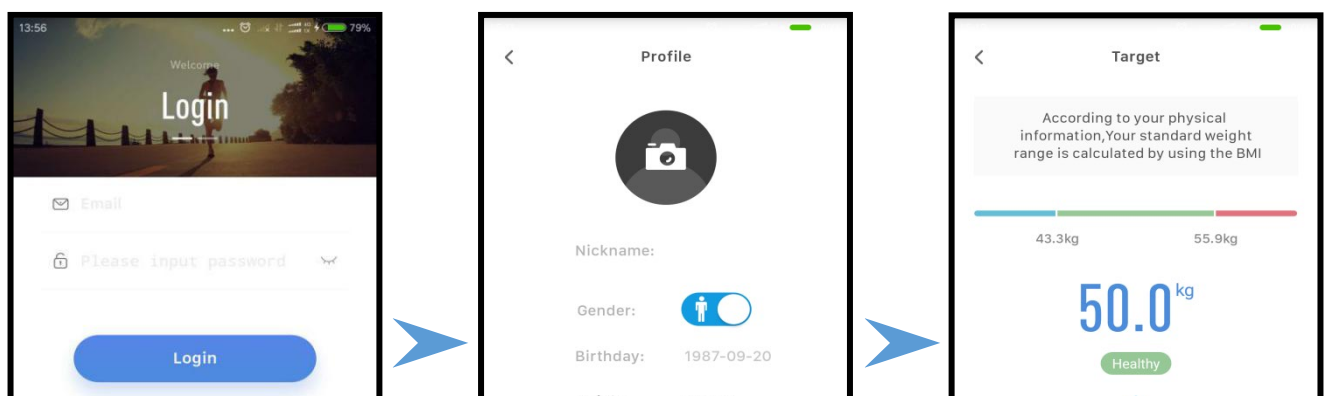 13:56
... 79%
Welcome
Login
Email
Please input password
Login
Profile
Nickname:
Gender:
Birthday: 1987-09-20
Target
According to your physical
information,Your standard weight
range is calculated by using the BMI
43.3kg 55.9kg
50.0 kg
Healthy